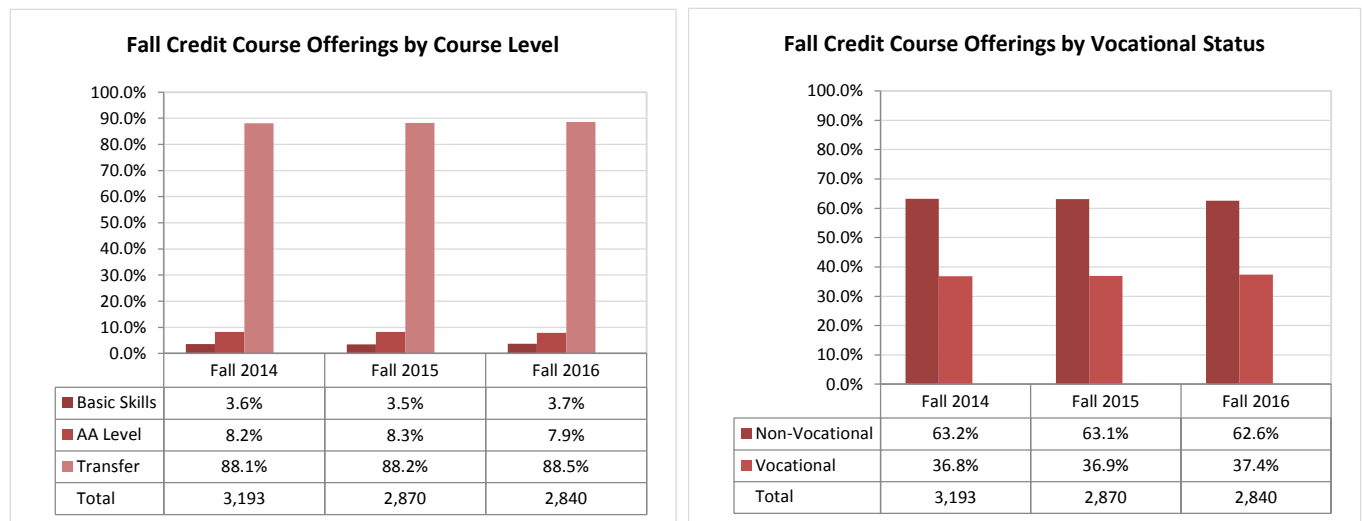 Fall Credit Course Offerings by Course Level
100.0%
90.0%
80.0%
70.0%
60.0%
50.0%
40.0%
30.0%
20.0%
10.0%
0.0%
Fall 2014 Fall 2015 Fall 2016
Basic Skills 3.6% 3.5% 3.7%
AA Level 8.2% 8.3% 7.9%
Transfer 88.1% 88.2% 88.5%
Total 3,193 2,870 2,840
Fall Credit Course Offerings by Vocational Status
100.0%
90.0%
80.0%
70.0%
60.0%
50.0%
40.0%
30.0%
20.0%
10.0%
0.0%
Fall 2014 Fall 2015 Fall 2016
Non-Vocational 63.2% 63.1% 62.6%
Vocational 36.8% 36.9% 37.4%
Total 3,193 2,870 2,840